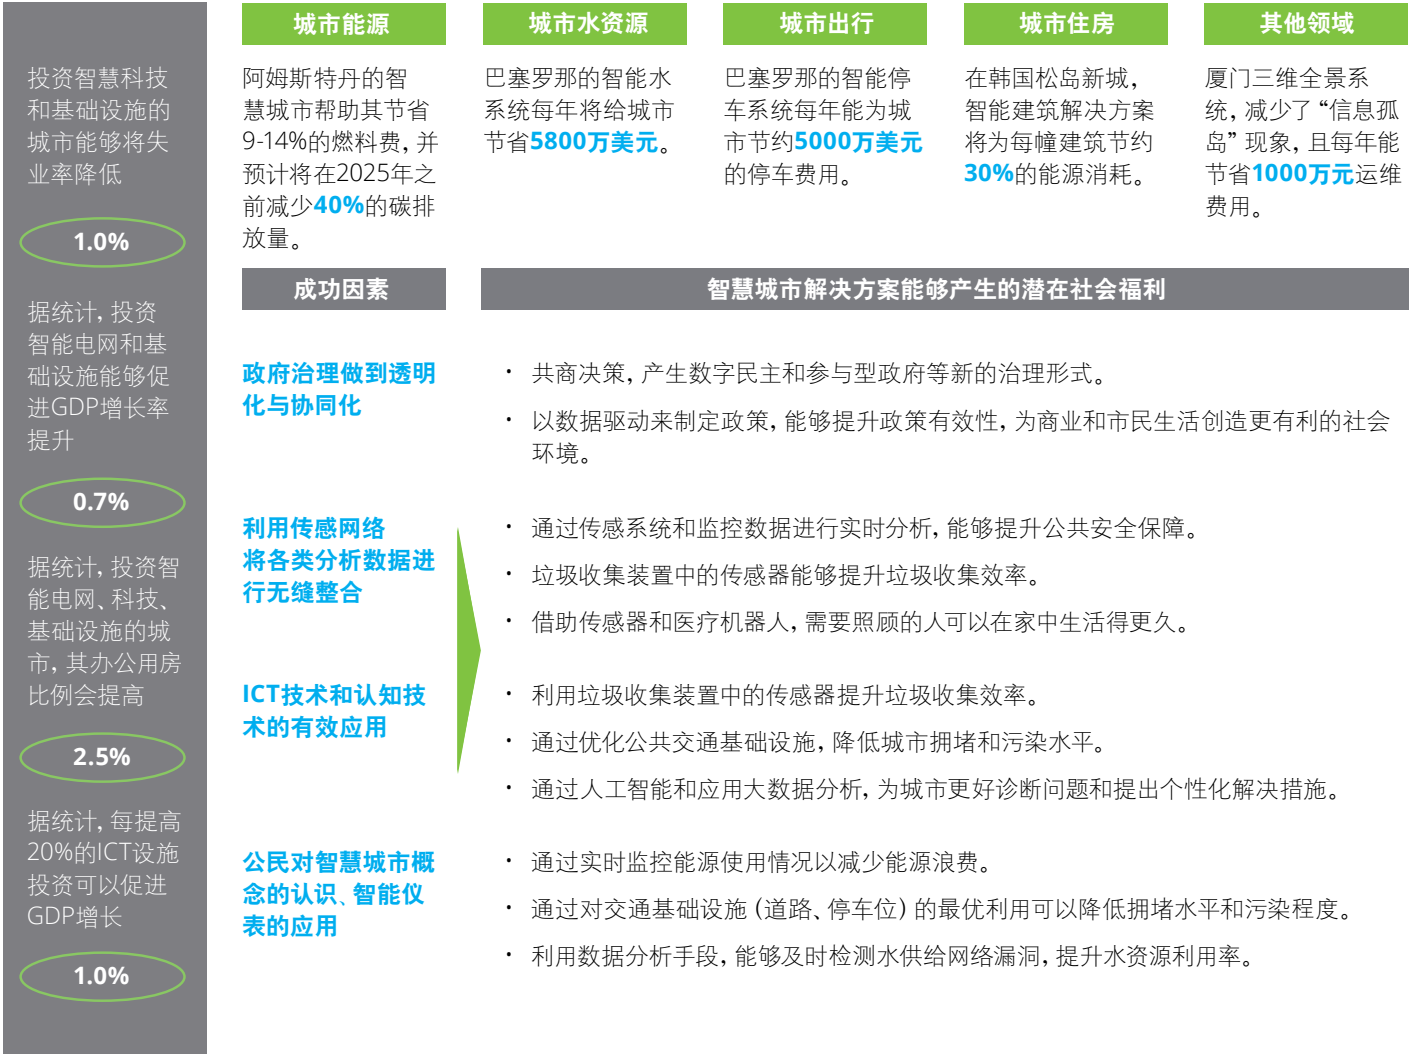 投资智慧科技
和基础设施的
城市能够将失
业率降低
1.0%
据统计，投资
智能电网和基
础设施能够促
进GDP增长率
提升
0.7%
据统计，投资智
能电网、科技、
基础设施的城
市，其办公用房
比例会提高
2.5%
据统计，每提高
20%的ICT设施
投资可以促进
GDP增长
1.0%
城市能源
阿姆斯特丹的智
慧城市帮助其节省
9-14%的燃料费，并
预计将在2025年之
前减少40%的碳排
放量。
城市水资源
巴塞罗那的智能水
系统每年将给城市
节省5800万美元。
城市出行
巴塞罗那的智能停
车系统每年能为城
市节约5000万美元
的停车费用。
城市住房
在韩国松岛新城，
智能建筑解决方案
将为每幢建筑节约
30%的能源消耗。
其他领域
厦门三维全景系
统，减少了“信息孤
岛”现象，且每年能
节省1000万元运维
费用。
成功因素
智慧城市解决方案能够产生的潜在社会福利
政府治理做到透明
化与协同化
· 共商决策，产生数字民主和参与型政府等新的治理形式。
· 以数据驱动来制定政策，能够提升政策有效性，为商业和市民生活创造更有利的社会
环境。
利用传感网络
将各类分析数据进
行无缝整合
· 通过传感系统和监控数据进行实时分析，能够提升公共安全保障。
· 垃圾收集装置中的传感器能够提升垃圾收集效率。
· 借助传感器和医疗机器人，需要照顾的人可以在家中生活得更久。
ICT技术和认知技
术的有效应用
· 利用垃圾收集装置中的传感器提升垃圾收集效率。
· 通过优化公共交通基础设施，降低城市拥堵和污染水平。
· 通过人工智能和应用大数据分析，为城市更好诊断问题和提出个性化解决措施。
公民对智慧城市概
念的认识、智能仪
表的应用
· 通过实时监控能源使用情况以减少能源浪费。
· 通过对交通基础设施（道路、停车位）的最优利用可以降低拥堵水平和污染程度。
· 利用数据分析手段，能够及时检测水供给网络漏洞，提升水资源利用率。